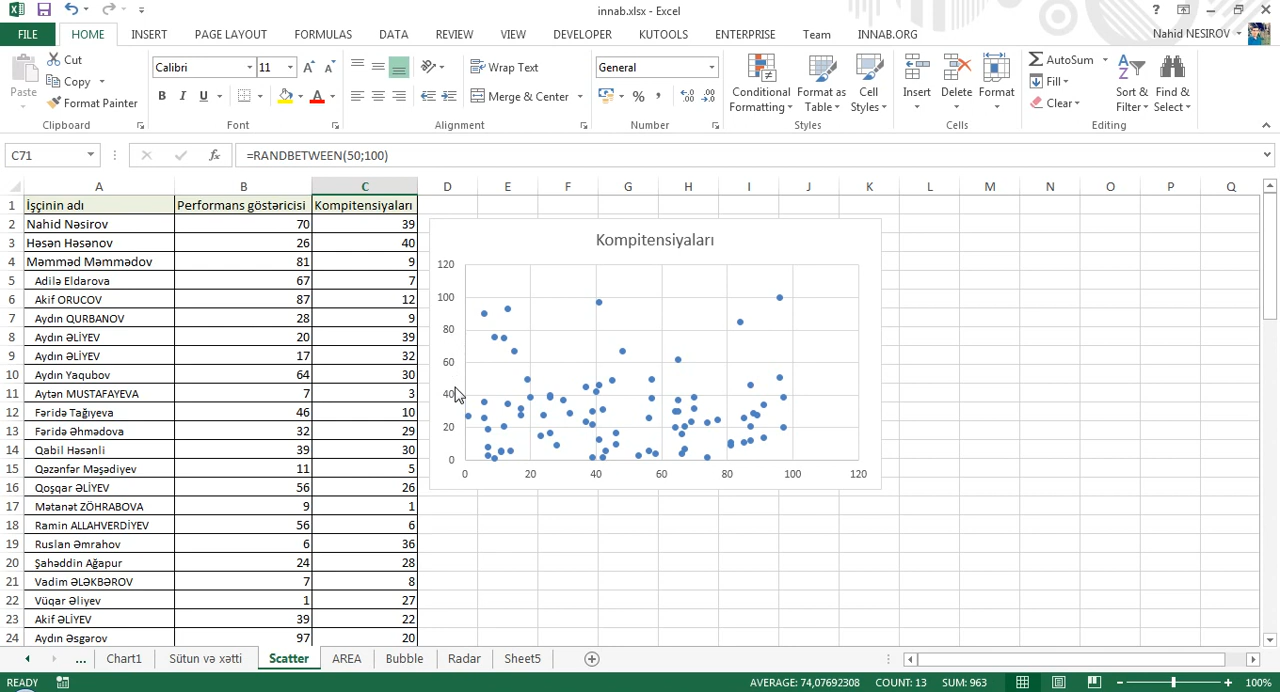 innab.xlsx - Excel
FILE HOME INSERT PAGE LAYOUT FORMULAS DATA REVIEW VIEW DEVELOPER KUTOOLS ENTERPRISE Team INNAB.ORG Nahid NESIROV
Paste Cut Copy Format Painter Clipboard
Calibri 11 B I U Font
Wrap Text Merge & Center Alignment
General % Number
Conditional Formatting Format as Table Cell Styles Styles
Insert Delete Format Cells
AutoSum Fill Clear Sort & Filter Find & Select Editing
C71 fx =RANDBETWEEN(50;100)
A B C D E F G H I J K L M N O P Q
1 İşçinin adı Performans göstəricisi Kompitensiyaları
2 Nahid Nəsirov 70 39
3 Həsən Həsənov 26 40
4 Məmməd Məmmədov 81 9
5 Adilə Eldarova 67 7
6 Akif ORUCOV 87 12
7 Aydın QURBANOV 28 9
8 Aydın ƏLİYEV 20 39
9 Aydın ƏLİYEV 17 32
10 Aydın Yaqubov 64 30
11 Aytən MUSTAFAYEVA 7 3
12 Fəridə Tağıyeva 46 10
13 Fəridə Əhmədova 32 29
14 Qabil Həsənli 39 30
15 Qəzənfər Məşədiyev 11 5
16 Qoşqar ƏLİYEV 56 26
17 Mətanət ZÖHRABOVA 9 1
18 Ramin ALLAHVERDİYEV 56 6
19 Ruslan Əmrahov 6 36
20 Şahəddin Ağapur 24 28
21 Vadim ƏLƏKBƏROV 7 8
22 Vüqar Əliyev 1 27
23 Akif ƏLİYEV 39 22
24 Aydın Əsgərov 97 20
Kompitensiyaları
120
100
80
60
40
20
0
0 20 40 60 80 100 120
... Chart1 Sütun və xətti Scatter AREA Bubble Radar Sheet5
READY AVERAGE: 74,07692308 COUNT: 13 SUM: 963 100%